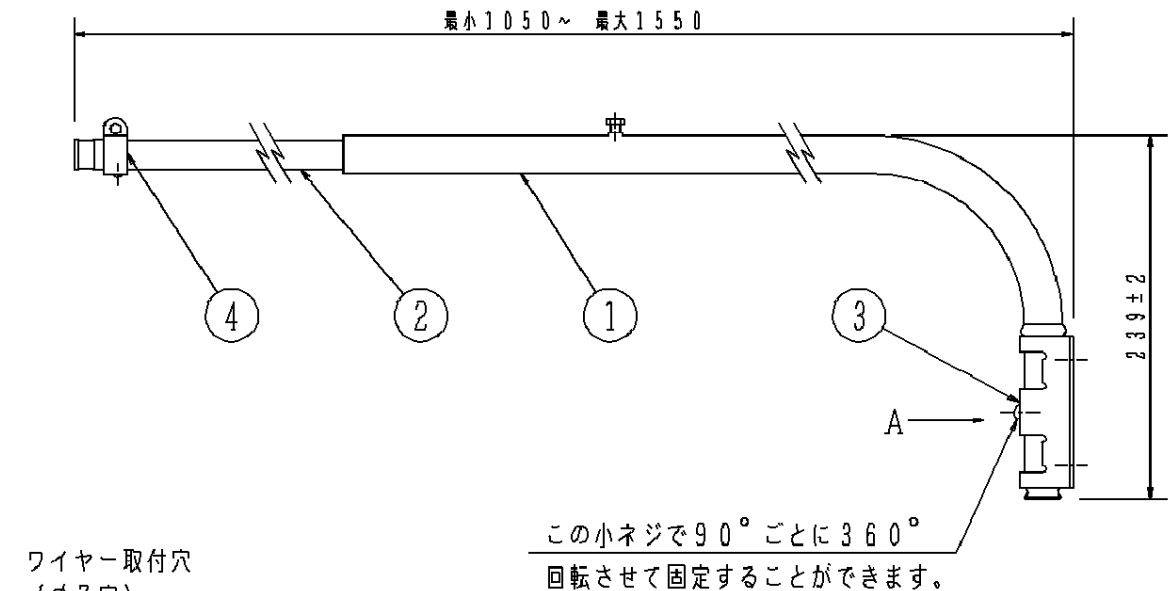 最小1050~ 最大1550
4
2
1
3
239±2
A
この小ネジで90°ごとに360°
回転させて固定することができます。
ワイヤー取付穴